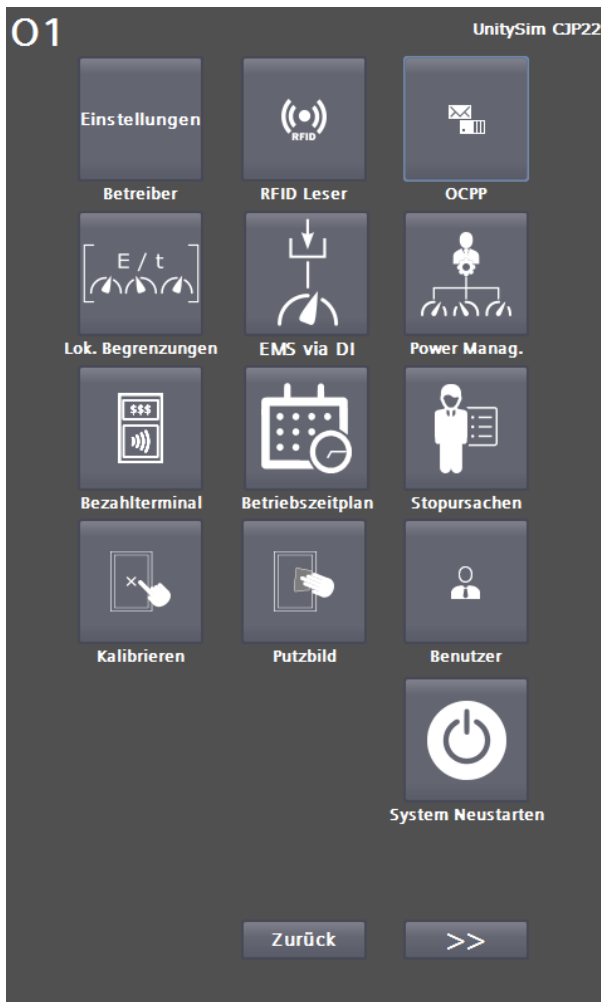 O1
UnitySim CJP22
Einstellungen
RFID
Betreiber
RFID Leser
OCPP
E / t
Lok. Begrenzungen
EMS via DI
Power Manag.
$$$
Bezahlterminal
Betriebszeitplan
Stopursachen
Kalibrieren
Putzbild
Benutzer
System Neustarten
Zurück
>>